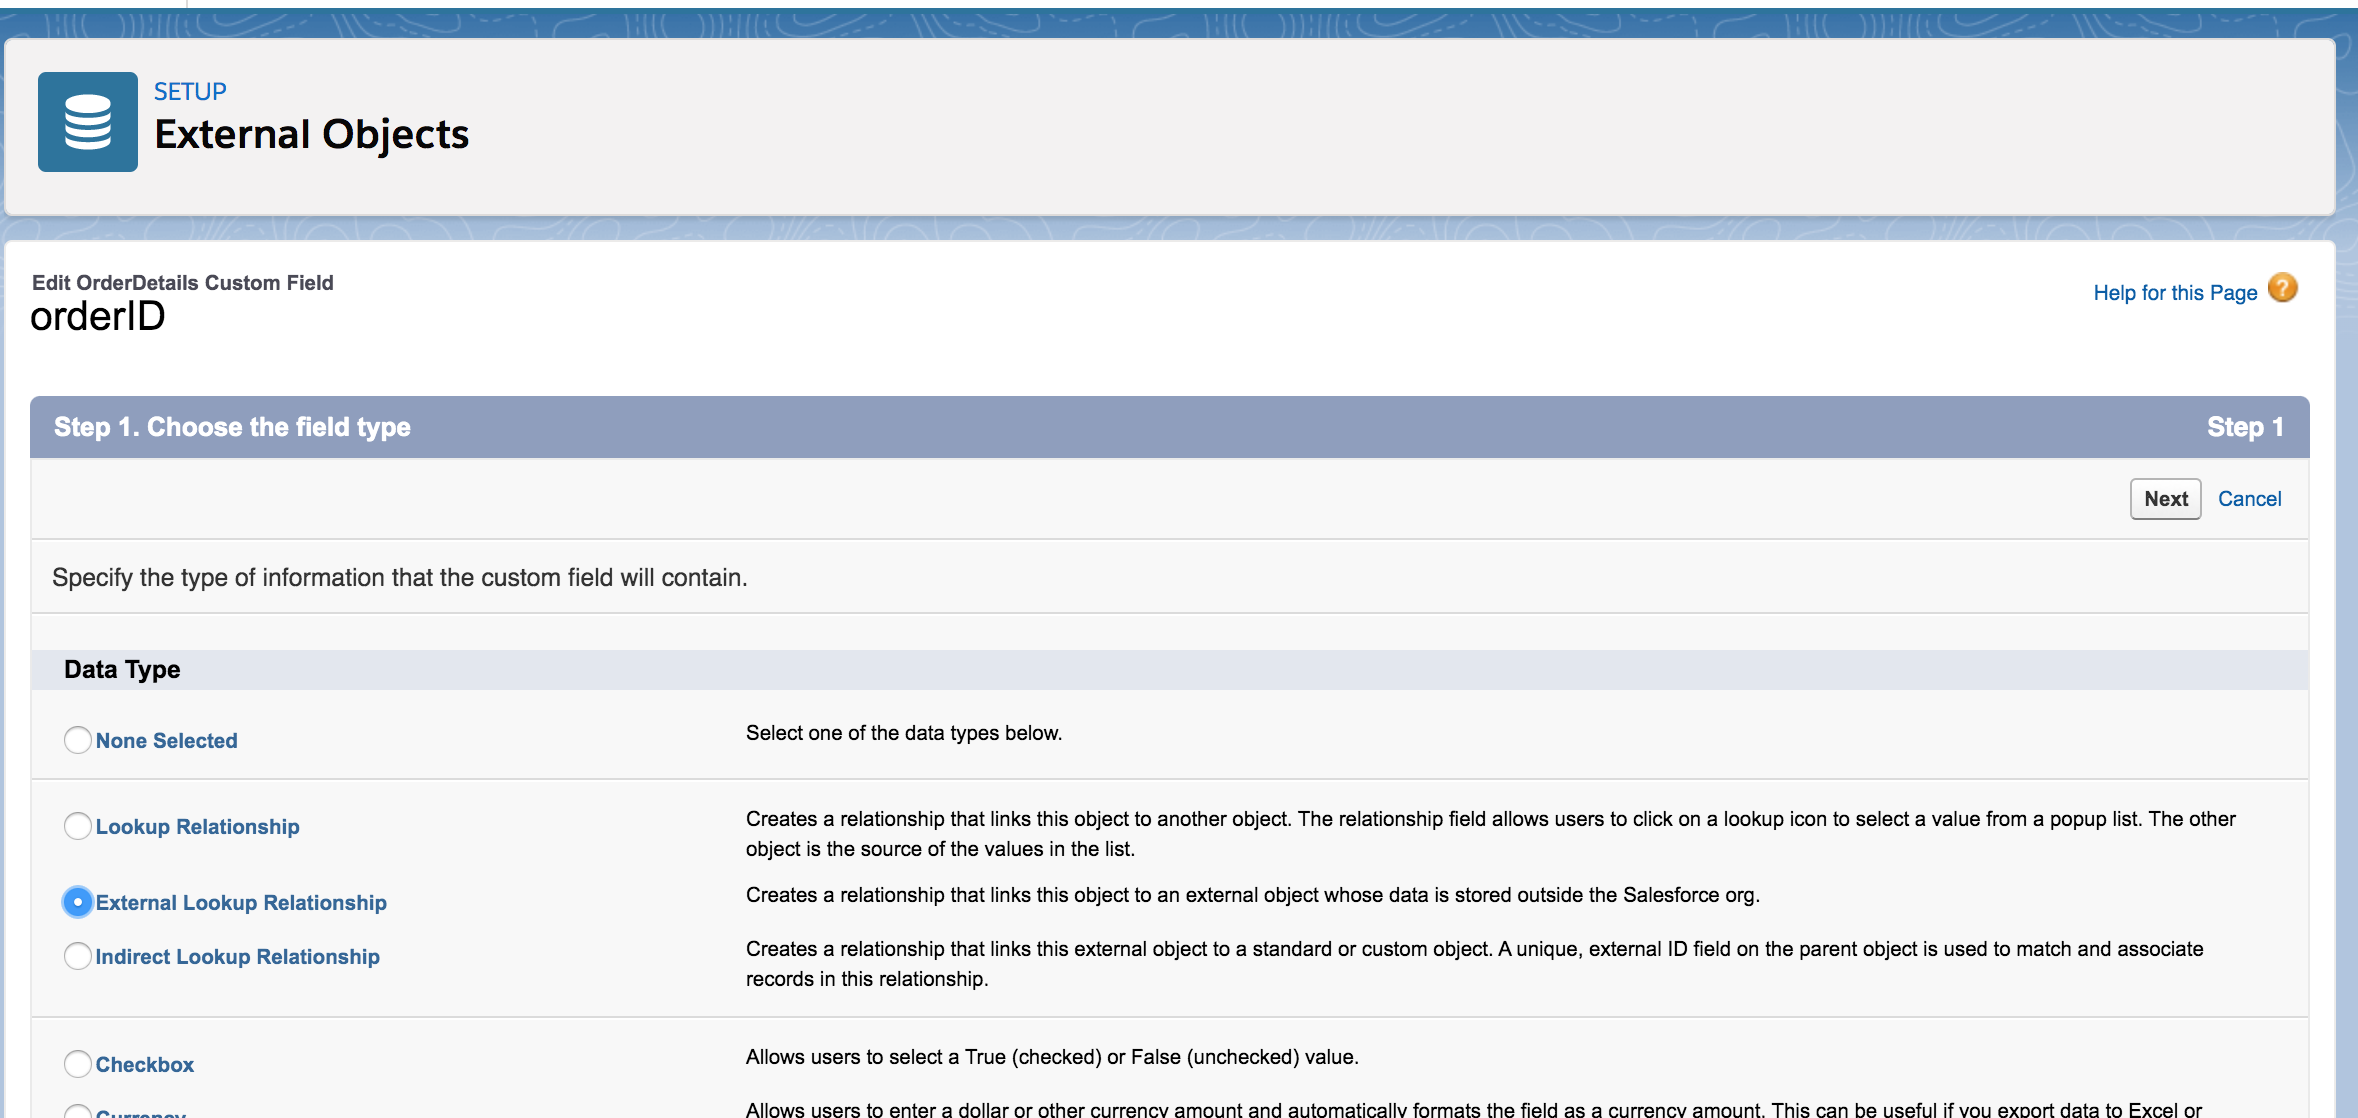 SETUP
External Objects
Edit OrderDetails Custom Field
orderID
Help for this Page ?
Step 1. Choose the field type
Step 1
Next
Cancel
Specify the type of information that the custom field will contain.
Data Type
None Selected
Select one of the data types below.
Lookup Relationship
Creates a relationship that links this object to another object. The relationship field allows users to click on a lookup icon to select a value from a popup list. The other
object is the source of the values in the list.
External Lookup Relationship
Creates a relationship that links this object to an external object whose data is stored outside the Salesforce org.
Indirect Lookup Relationship
Creates a relationship that links this external object to a standard or custom object. A unique, external ID field on the parent object is used to match and associate
records in this relationship.
Checkbox
Allows users to select a True (checked) or False (unchecked) value.
Currency
Allows users to enter a dollar or other currency amount and automatically formats the field as a currency amount. This can be useful if you export data to Excel or